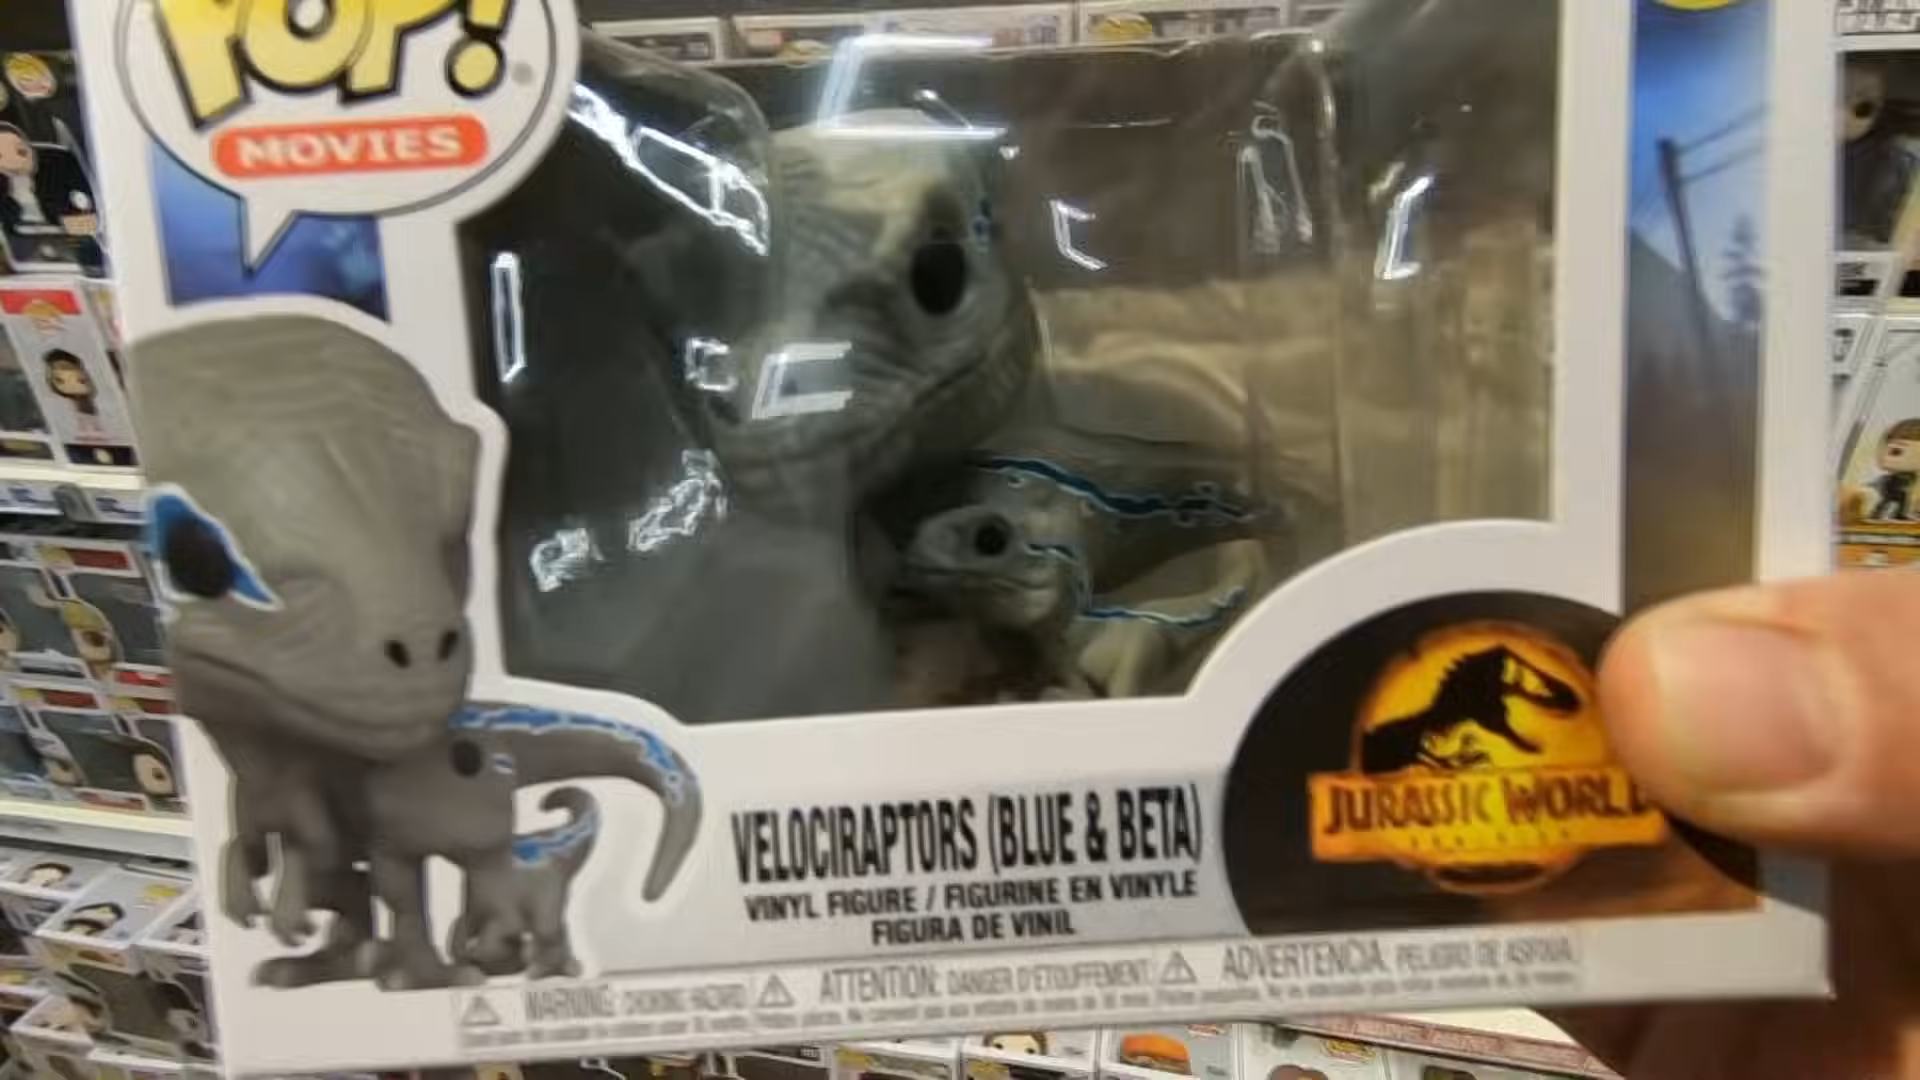 POP!
MOVIES
VELOCIRAPTORS (BLUE & BETA)
VINYL FIGURE / FIGURINE EN VINYLE
FIGURA DE VINIL
JURASSIC WORLD
WARNING: CHOKING HAZARD
ATTENTION: DANGER D'ÉTOUFFEMENT
ADVERTENCIA: PELIGRO DE ASFIXIA.